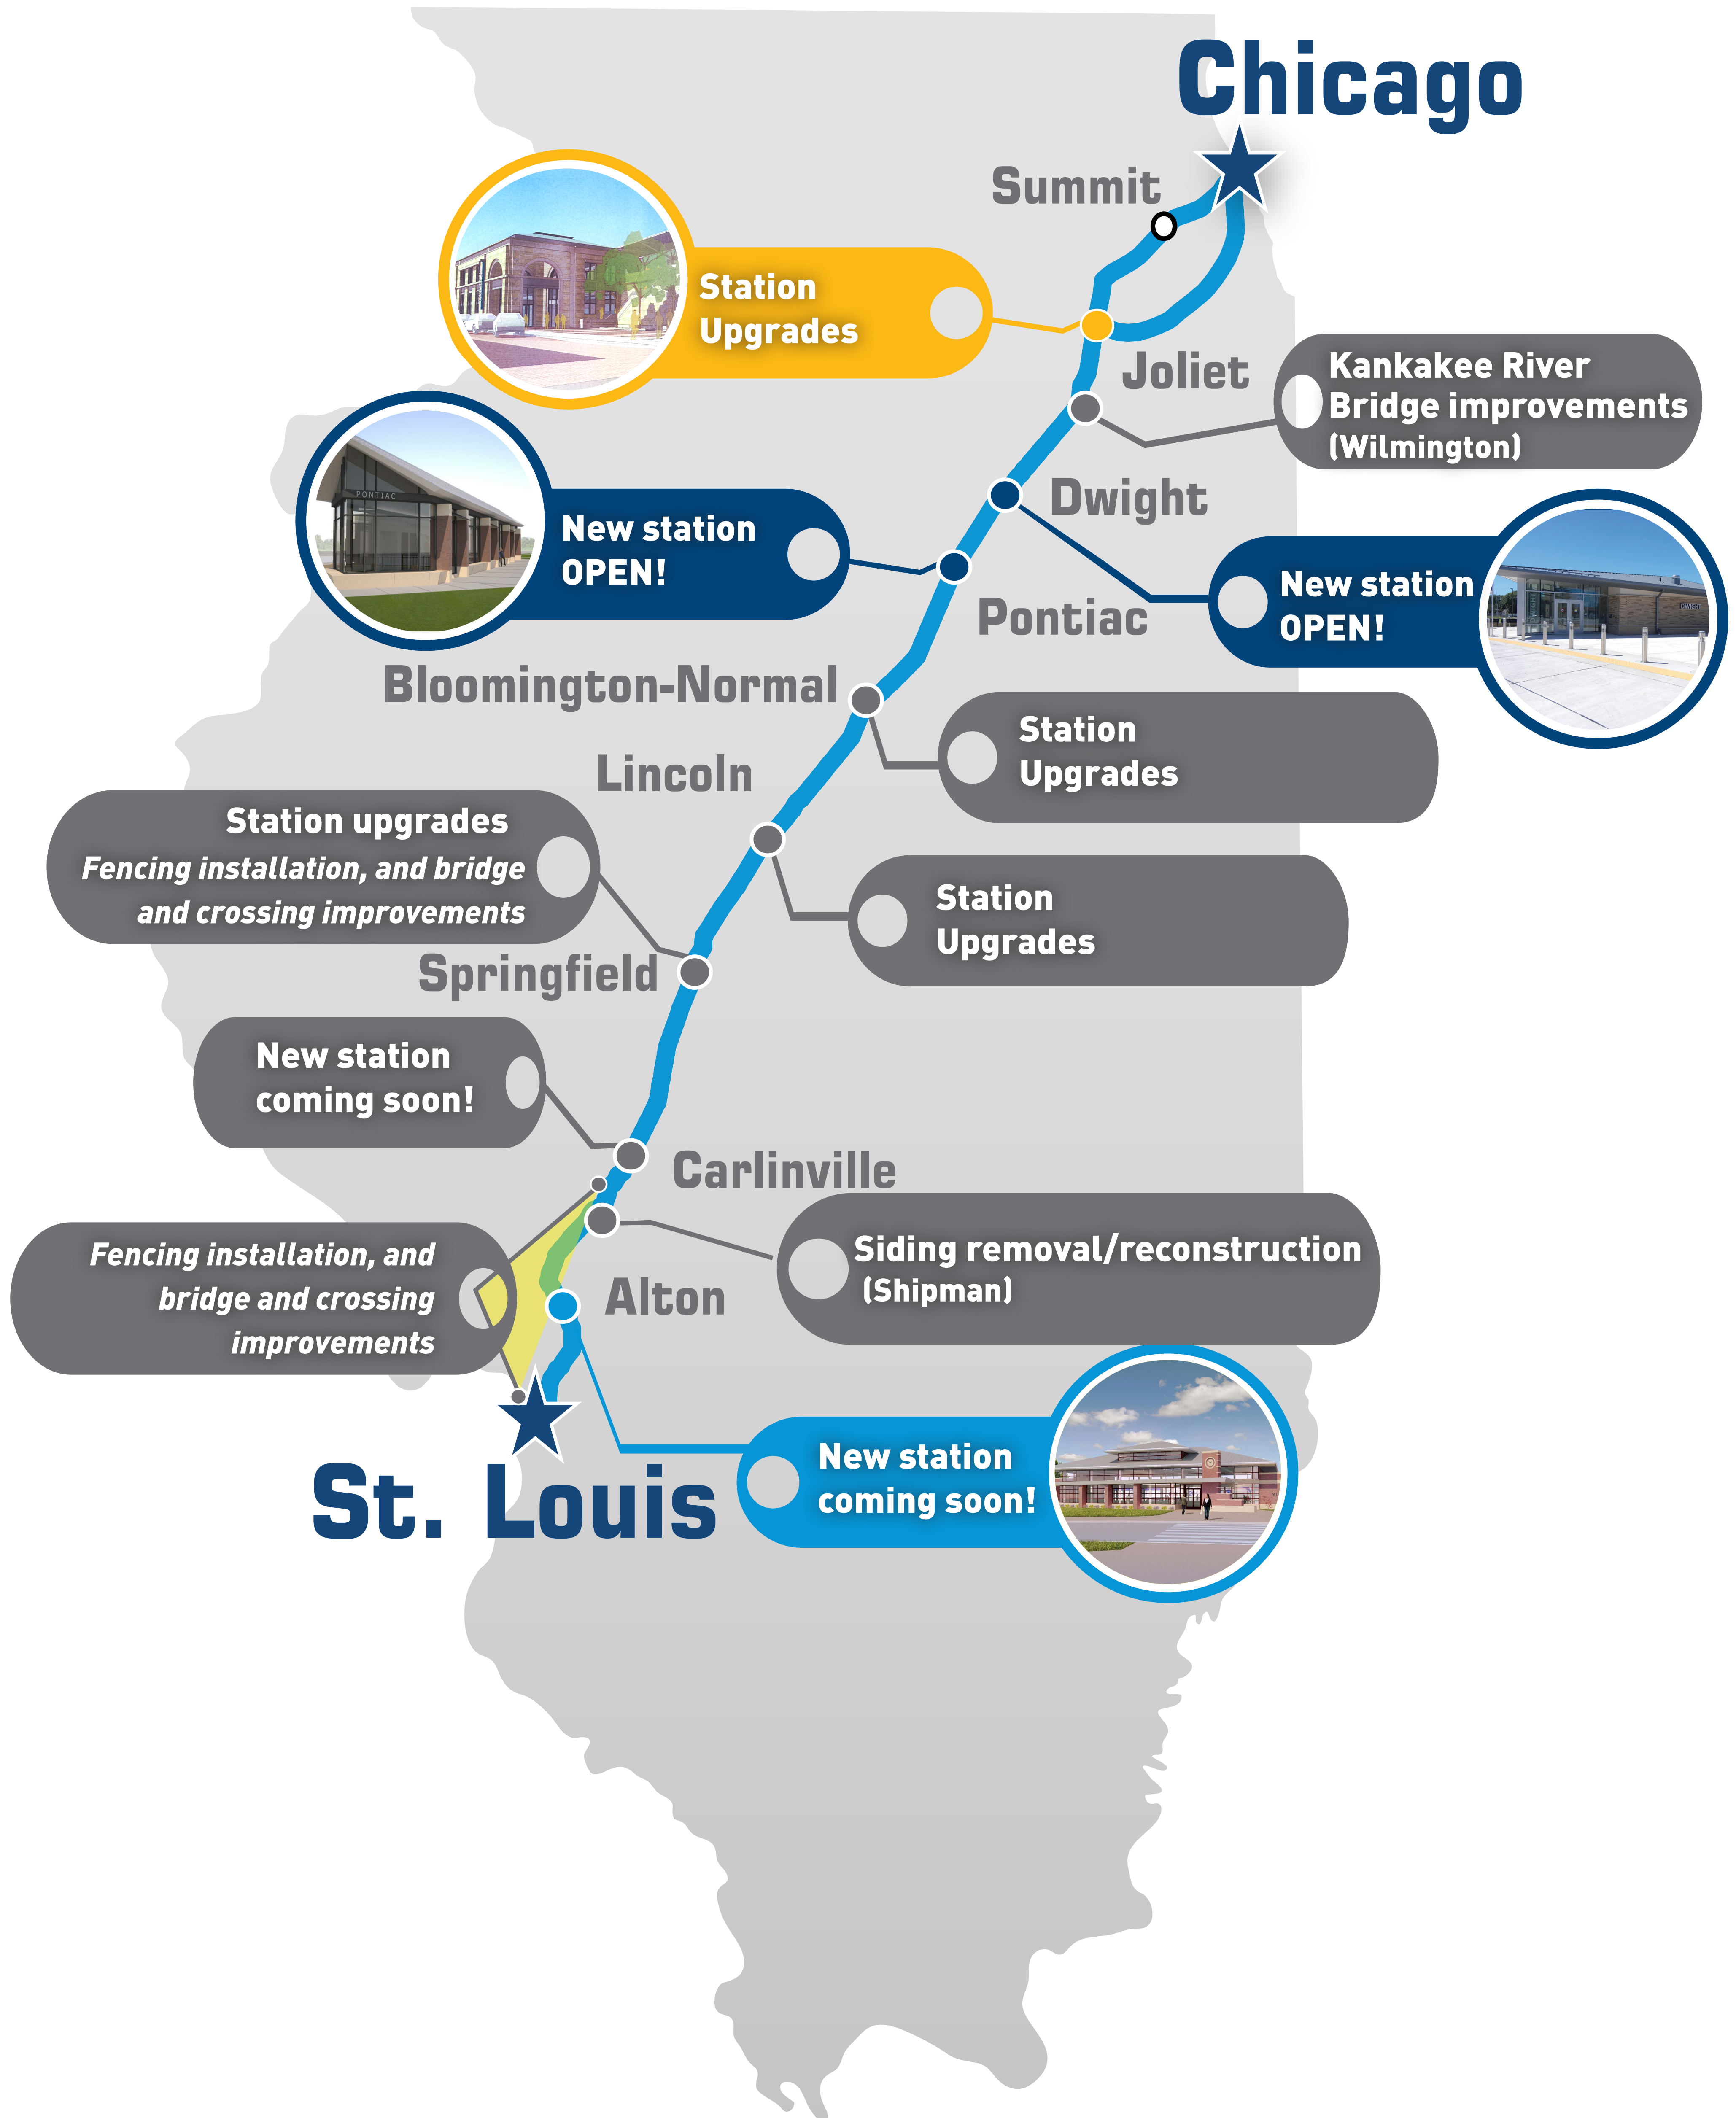 Chicago
Summit
Station
Upgrades
Joliet
Kankakee River
Bridge improvements
(Wilmington)
PONTIAC
New station
OPEN!
Dwight
New station
OPEN!
Pontiac
Bloomington-Normal
Station
Upgrades
Lincoln
Station upgrades
Fencing installation, and bridge
and crossing improvements
Station
Upgrades
Springfield
New station
coming soon!
Carlinville
Fencing installation, and
bridge and crossing
improvements
Siding removal/reconstruction
(Shipman)
Alton
New station
coming soon!
St. Louis